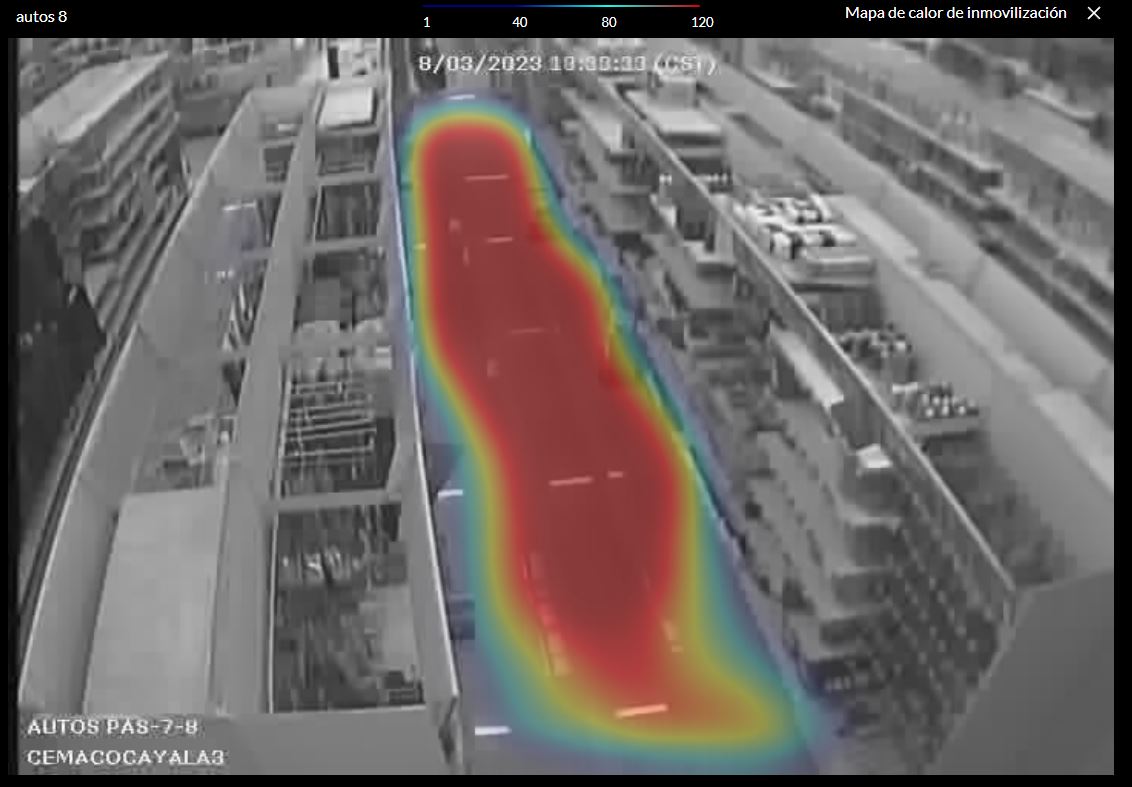 autos 8
1 40 80 120
Mapa de calor de inmovilización
8/03/2023 (CST)
AUTOS PAS-7-8
CEMACOCAYALA3